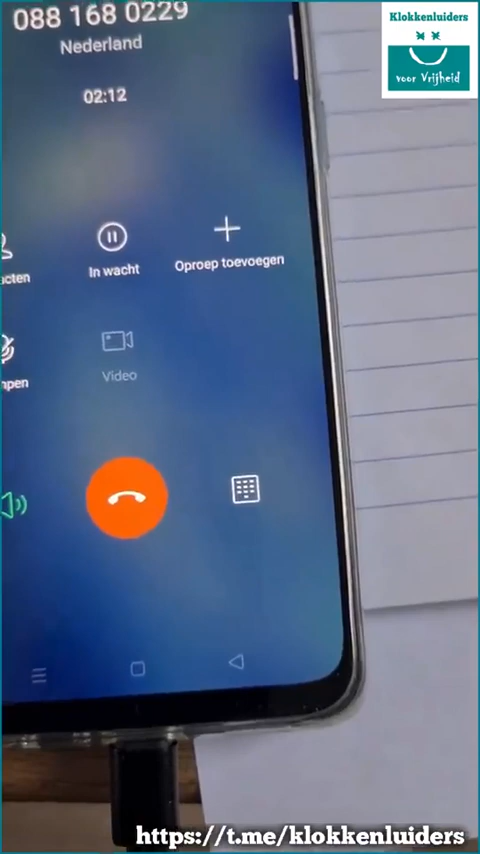 Klokkenluiders
voor Vrijheid
088 168 0229
Nederland
02:12
In wacht
Oproep toevoegen
Video
https://t.me/klokkenluiders